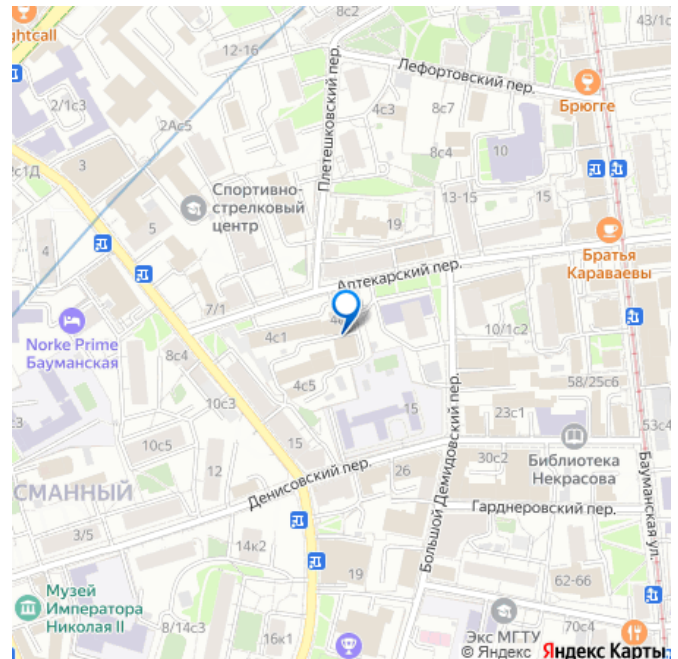 8с2
43/1с
ghtcall
12-16
Лефортовский пер.
2/1с3
4с3
8с7
Брюгге
2Ас5
Плетешковский пер.
8с4
10
3
Спортивно-
стрелковый
центр
13-15
15
5
19
4
Братья
Караваевы
Аптекарский пер.
7/1
Norke Prime
Бауманская
4с1
10/1с2
8с4
4с5
58/25с6
10с3
15
23с1
53с4
10с5
15
Библиотека
Некрасова
12
Денисовский пер.
26
30с2
СМАННЫЙ
Большой Демидовский пер.
Гарднеровский пер.
Бауманская ул.
3/5
14к2
19
62-66
Музей
Императора
Николая II
8/14с3
16к1
Экс МГТУ
70с4
© Яндекс Яндекс Карты